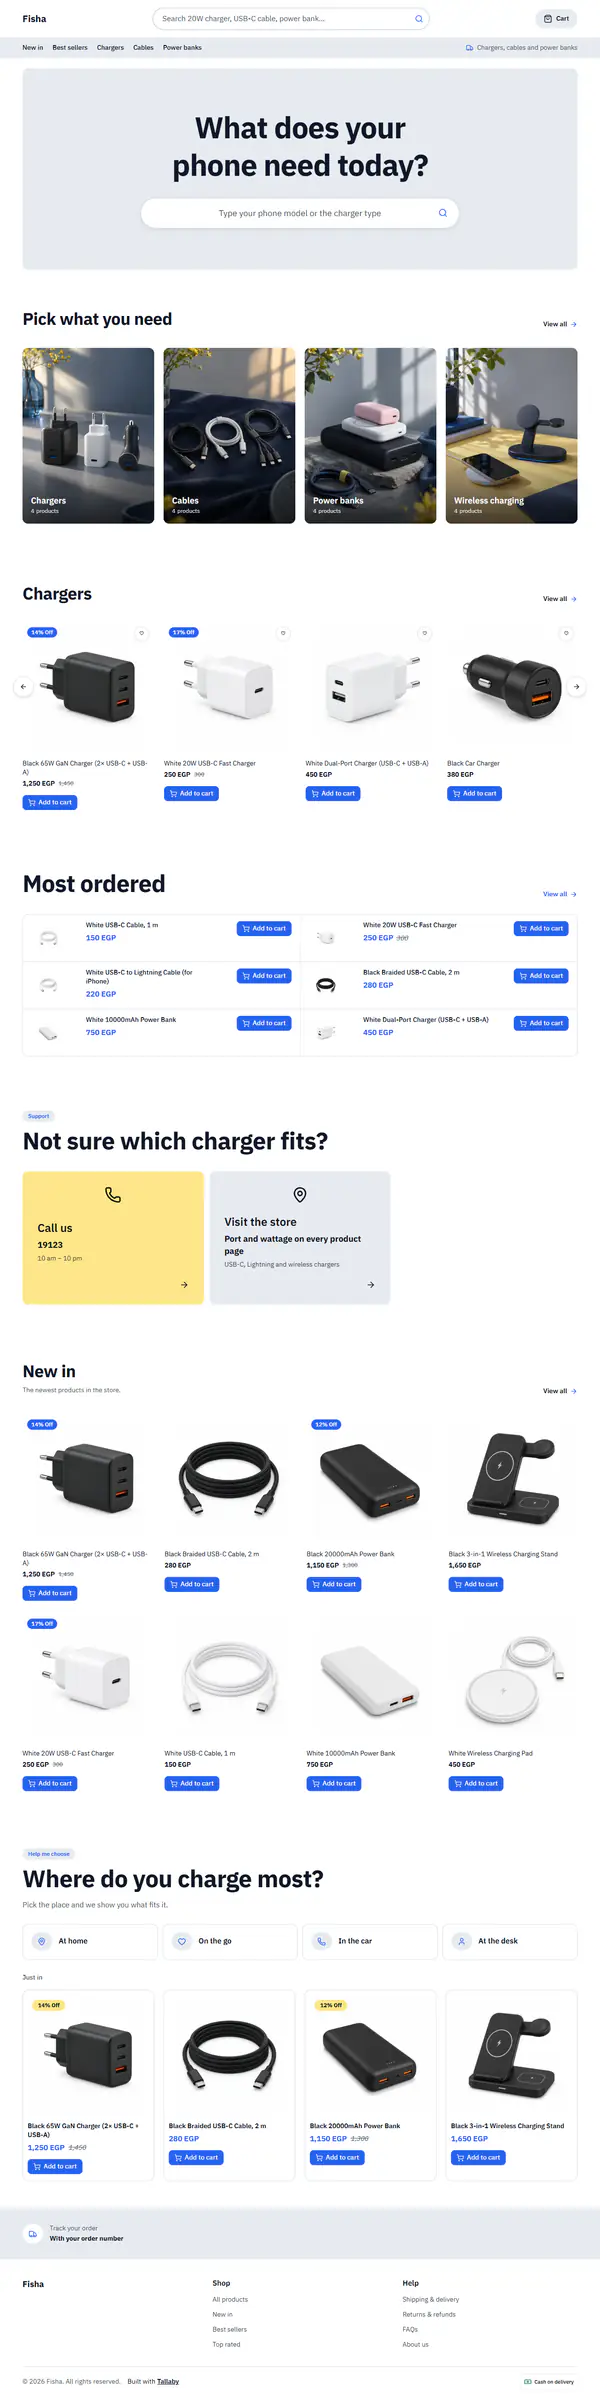 Fisha
Search 20W charger, USB-C cable, power bank...
Cart
New in
Best sellers
Chargers
Cables
Power banks
Chargers, cables and power banks
What does your
phone need today?
Type your phone model or the charger type
Pick what you need
View all →
Chargers
4 products
Cables
4 products
Power banks
4 products
Wireless charging
4 products
Chargers
View all →
14% Off
17% Off
Black 65W GaN Charger (2× USB-C + USB-
A)
1,250 EGP 1,450
Add to cart
White 20W USB-C Fast Charger
250 EGP 300
Add to cart
White Dual-Port Charger (USB-C + USB-A)
450 EGP
Add to cart
Black Car Charger
380 EGP
Add to cart
Most ordered
View all →
White USB-C Cable, 1 m
150 EGP
Add to cart
White 20W USB-C Fast Charger
250 EGP 300
Add to cart
White USB-C to Lightning Cable (for
iPhone)
220 EGP
Add to cart
Black Braided USB-C Cable, 2 m
280 EGP
Add to cart
White 10000mAh Power Bank
750 EGP
Add to cart
White Dual-Port Charger (USB-C + USB-A)
450 EGP
Add to cart
Support
Not sure which charger fits?
Call us
19123
10 am – 10 pm
→
Visit the store
Port and wattage on every product
page
USB-C, Lightning and wireless chargers
→
New in
The newest products in the store.
View all →
14% Off
12% Off
Black 65W GaN Charger (2× USB-C + USB-
A)
1,250 EGP 1,450
Add to cart
Black Braided USB-C Cable, 2 m
280 EGP
Add to cart
Black 20000mAh Power Bank
1,150 EGP 1,300
Add to cart
Black 3-in-1 Wireless Charging Stand
1,650 EGP
Add to cart
17% Off
White 20W USB-C Fast Charger
250 EGP 300
Add to cart
White USB-C Cable, 1 m
150 EGP
Add to cart
White 10000mAh Power Bank
750 EGP
Add to cart
White Wireless Charging Pad
450 EGP
Add to cart
Help me choose
Where do you charge most?
Pick the place and we show you what fits it.
At home
On the go
In the car
At the desk
Just in
14% Off
12% Off
Black 65W GaN Charger (2× USB-C +
USB-A)
1,250 EGP 1,450
Add to cart
Black Braided USB-C Cable, 2 m
280 EGP
Add to cart
Black 20000mAh Power Bank
1,150 EGP 1,300
Add to cart
Black 3-in-1 Wireless Charging Stand
1,650 EGP
Add to cart
Track your order
With your order number
Fisha
Shop
All products
New in
Best sellers
Top rated
Help
Shipping & delivery
Returns & refunds
FAQs
About us
© 2026 Fisha. All rights reserved.
Built with Tallaby
Cash on delivery